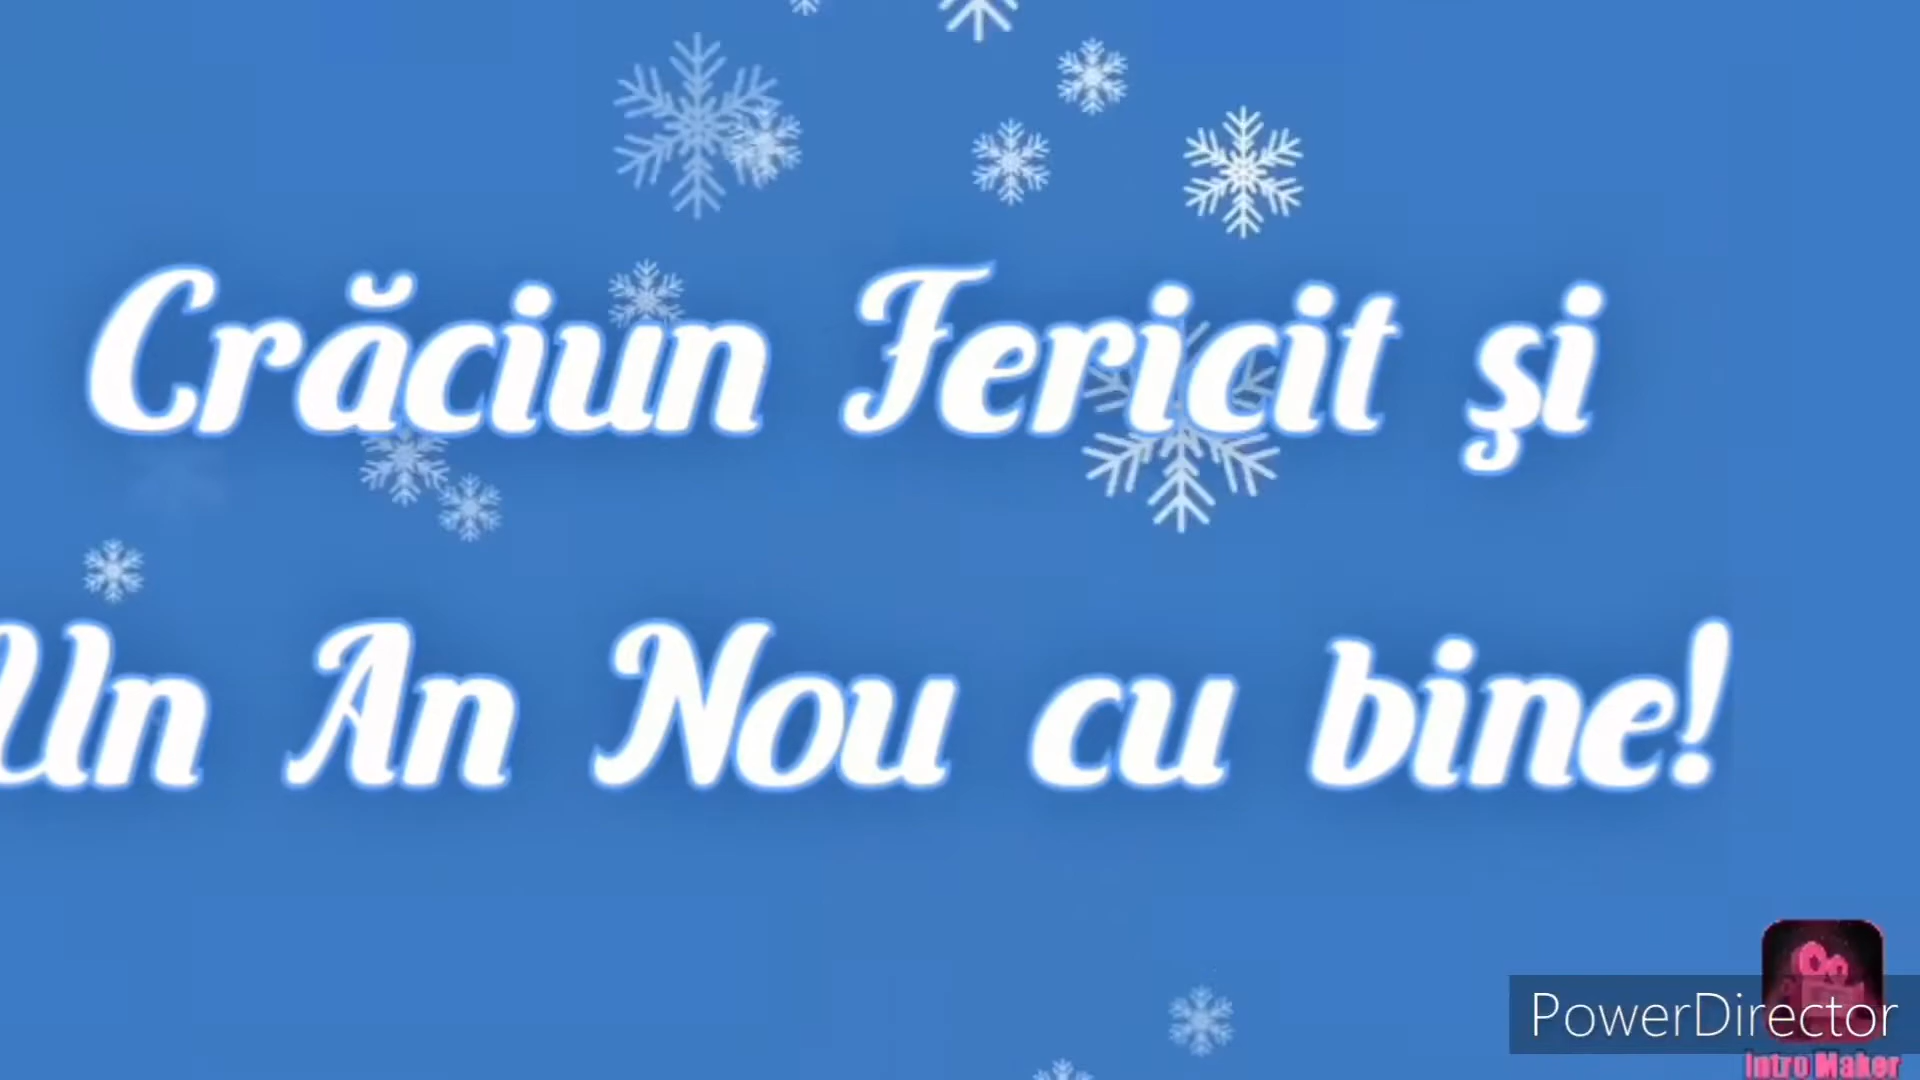 Crăciun Fericit şi
Un An Nou cu bine!
PowerDirector
Intro Maker